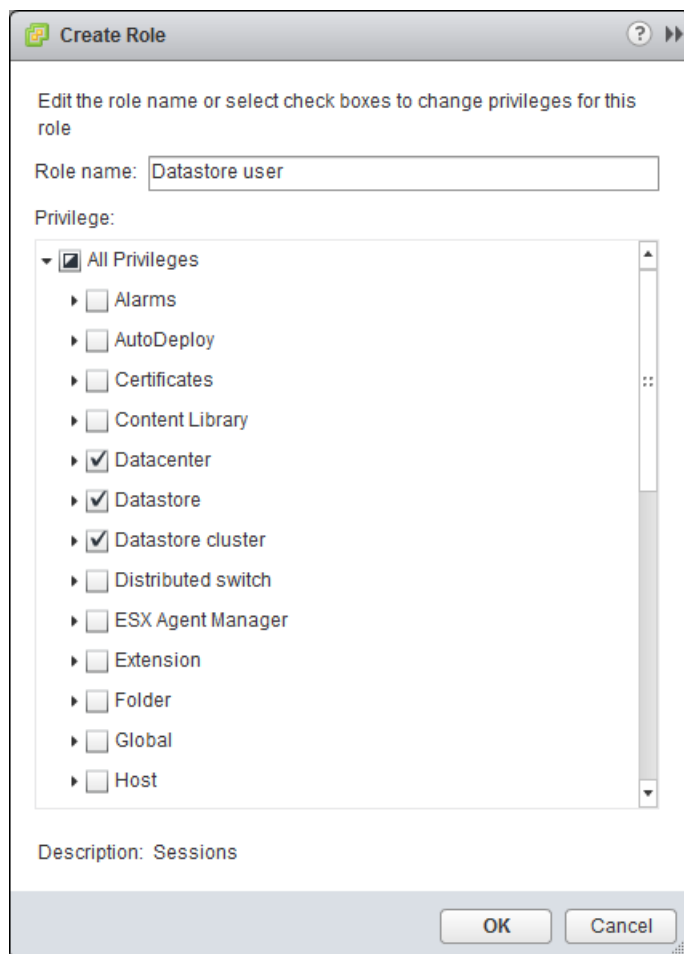 Create Role
?
Edit the role name or select check boxes to change privileges for this
role
Role name: Datastore user
Privilege:
All Privileges
Alarms
AutoDeploy
Certificates
Content Library
Datacenter
Datastore
Datastore cluster
Distributed switch
ESX Agent Manager
Extension
Folder
Global
Host
Description: Sessions
OK Cancel